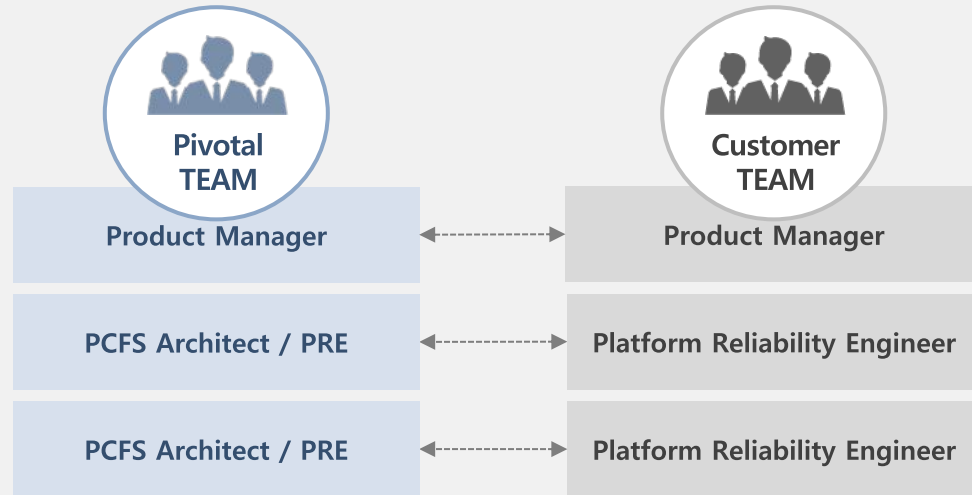 Pivotal
TEAM
Customer
TEAM
Product Manager
Product Manager
PCFS Architect / PRE
Platform Reliability Engineer
PCFS Architect / PRE
Platform Reliability Engineer